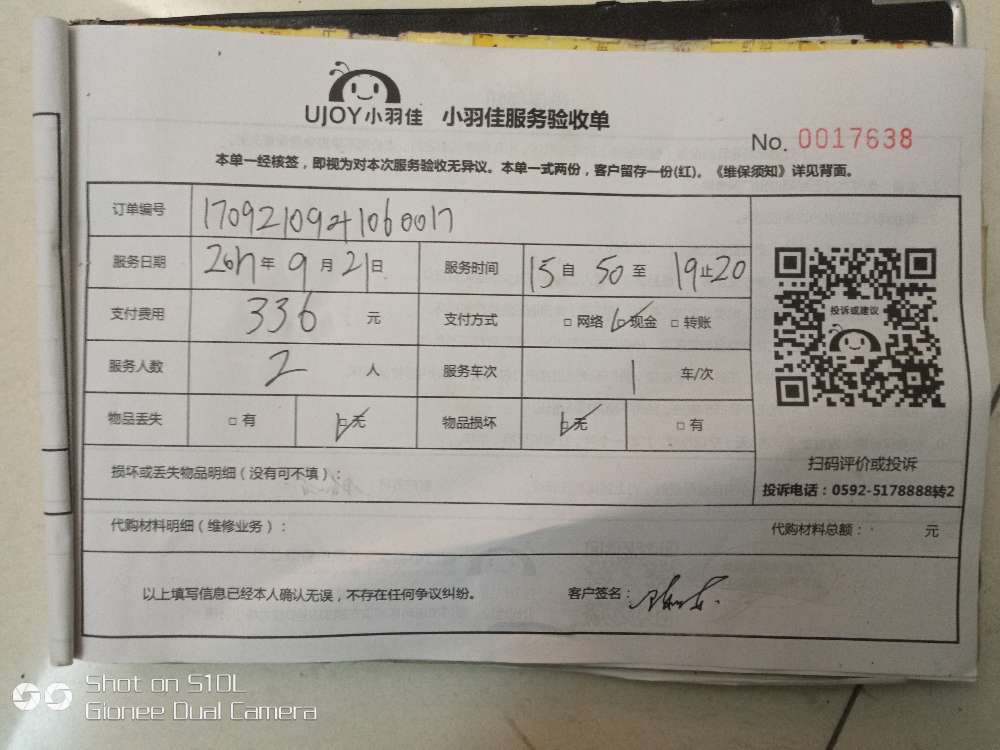 UJOY小羽佳 小羽佳服务验收单
No. 0017638
本单一经核签，即视为对本次服务验收无异议。本单一式两份，客户留存一份(红)。《维保须知》详见背面。
订单编号 17092109241060017
服务日期 2017年9月21日 服务时间 15自50至19止20
支付费用 336 元 支付方式 □网络 ☑现金 □转账
服务人数 2 人 服务车次 1 车/次
物品丢失 □有 ☑无 物品损坏 ☑无 □有
投诉或建议
损坏或丢失物品明细（没有可不填）：
扫码评价或投诉
投诉电话：0592-5178888转2
代购材料明细（维修业务）： 代购材料总额： 元
以上填写信息已经本人确认无误，不存在任何争议纠纷。 客户签名：
Shot on S10L
Gionee Dual Camera